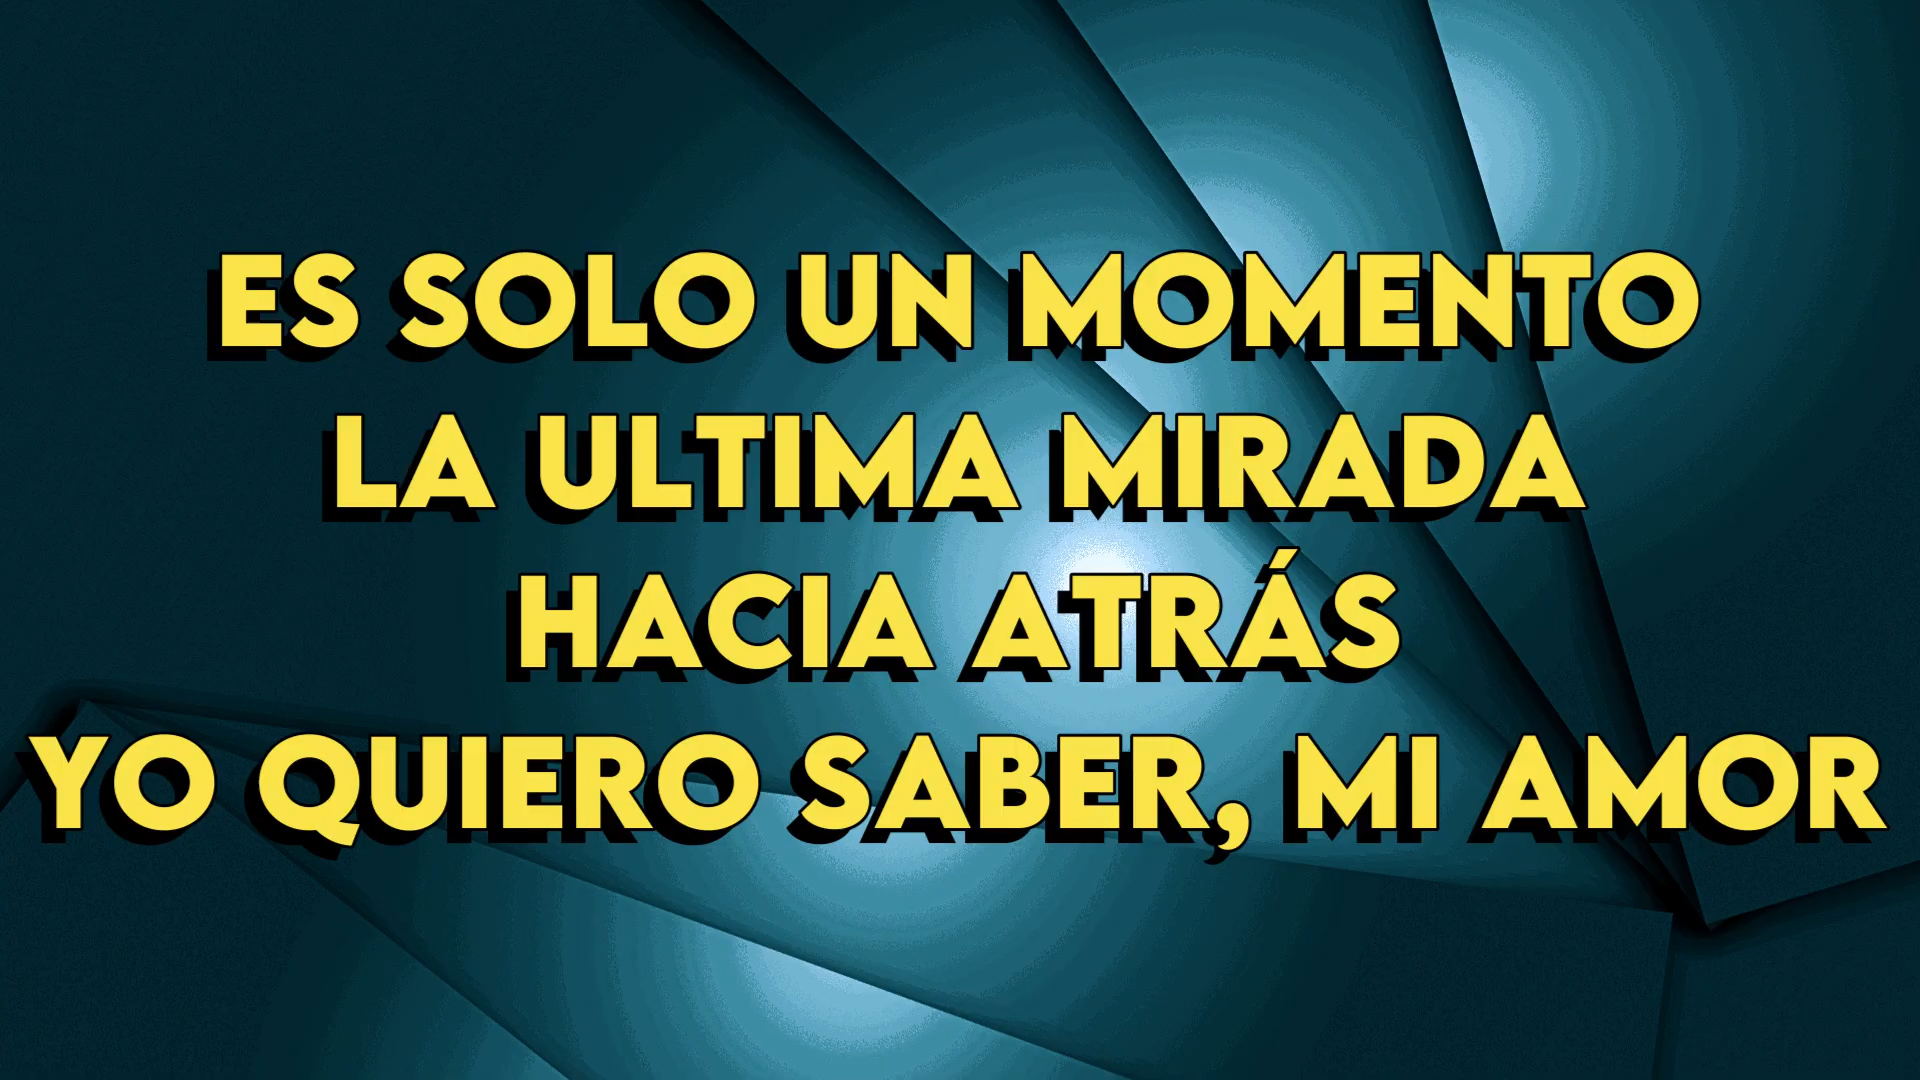 ES SOLO UN MOMENTO
LA ULTIMA MIRADA
HACIA ATRÁS
YO QUIERO SABER, MI AMOR